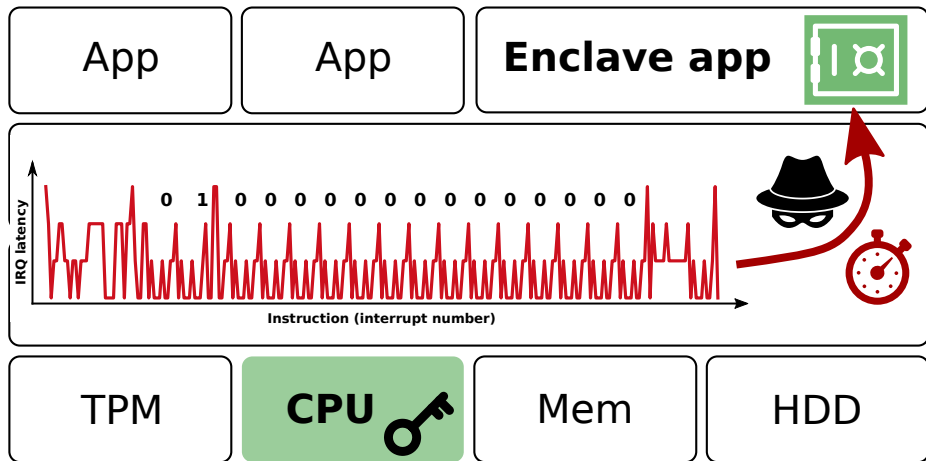 App
App
Enclave app
IRQ latency
0 1 0 0 0 0 0 0 0 0 0 0 0 0 0 0
Instruction (interrupt number)
TPM
CPU
Mem
HDD